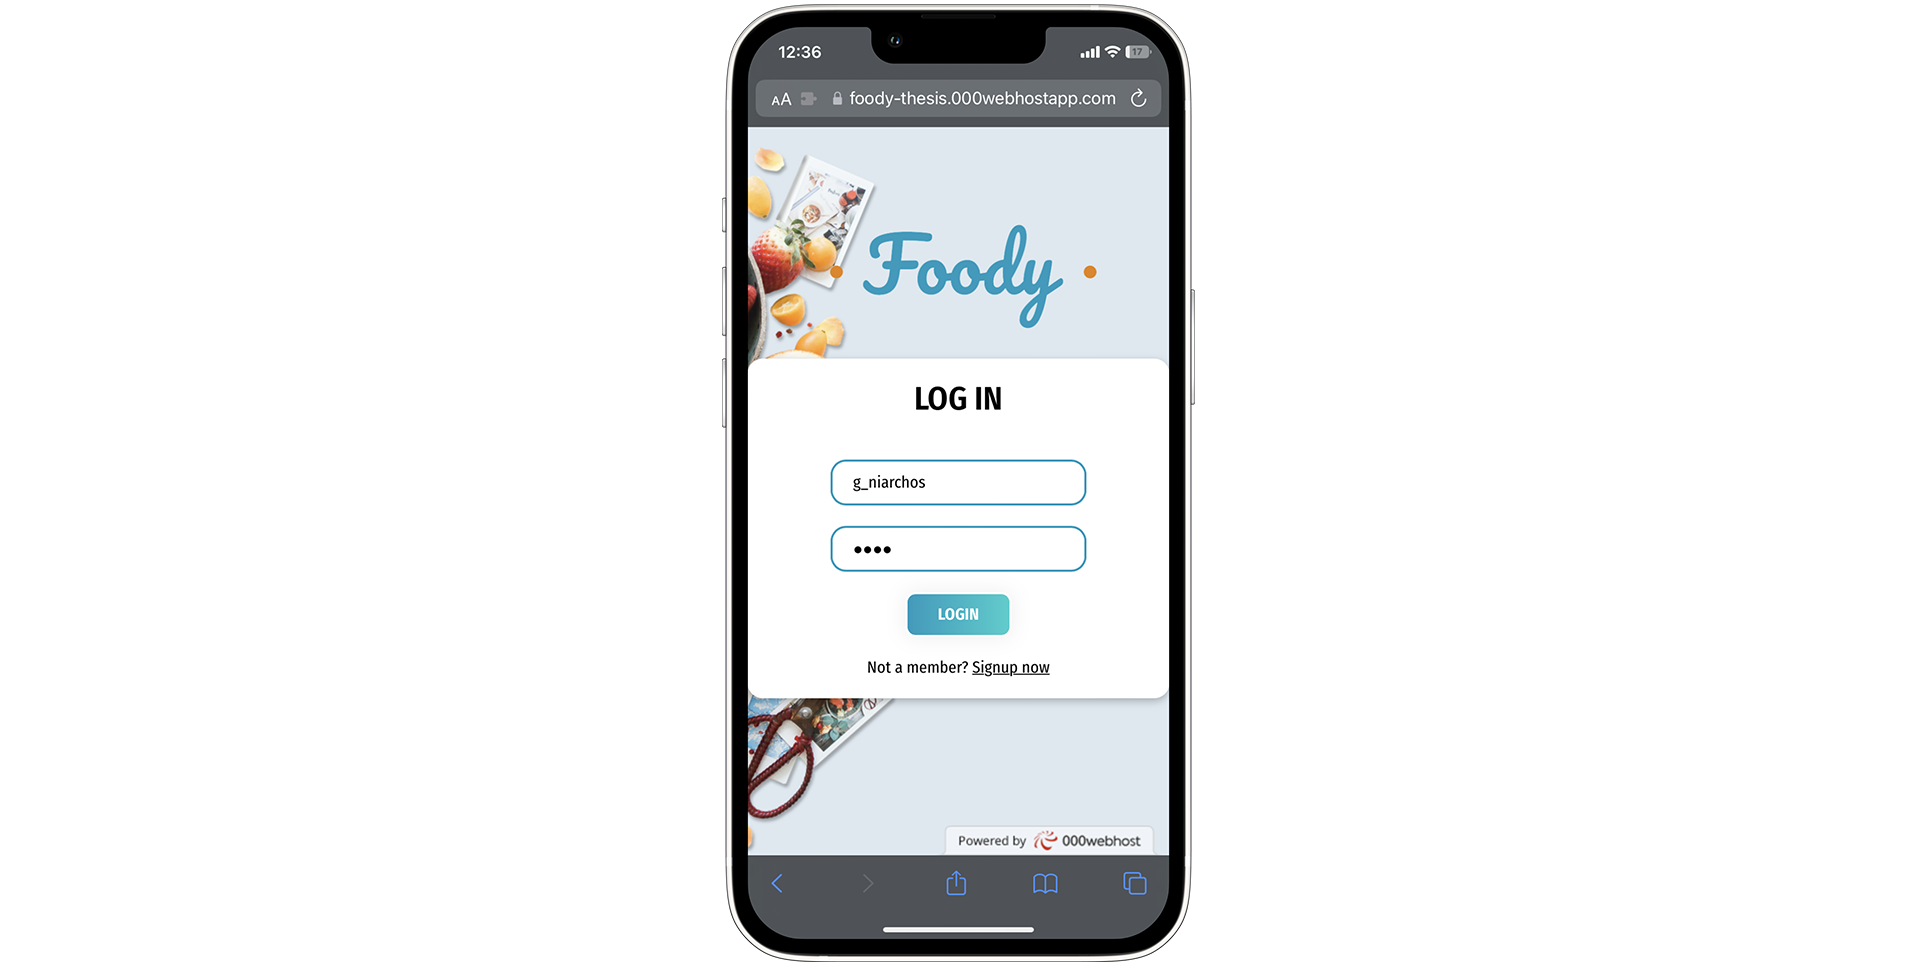 12:36
17
AA foody-thesis.000webhostapp.com
Foody
LOG IN
g_niarchos
••••
LOGIN
Not a member? Signup now
Powered by 000webhost